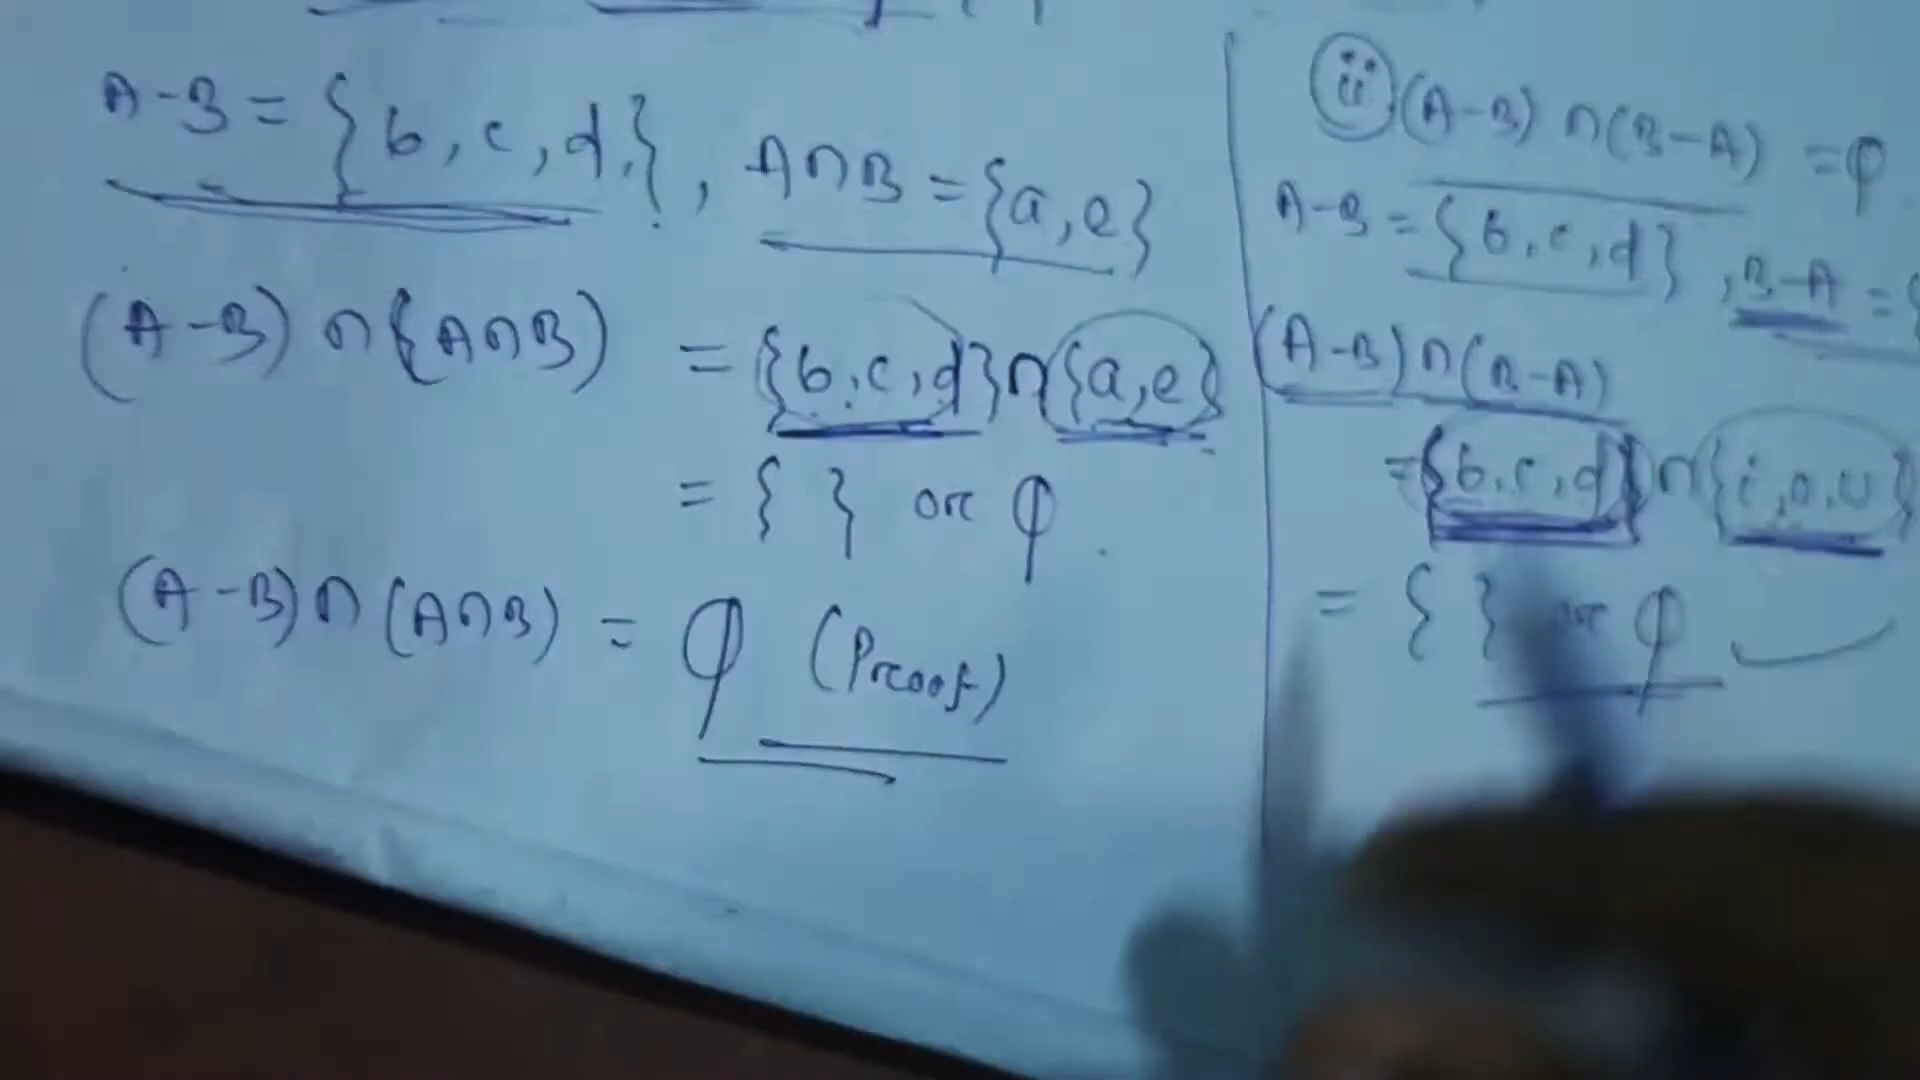 A-B = {b, c, d}, A∩B = {a, e}
(A-B) ∩ {A∩B) = {b, c, d} ∩ {a, e}
= { } or φ.
(A-B) ∩ (A∩B) = φ (Proof)
ii (A-B) ∩ (B-A) = φ
A-B = {b, c, d}, B-A = {
(A-B) ∩ (B-A)
= {b, c, d} ∩ {i, o, u}
= { } or φ